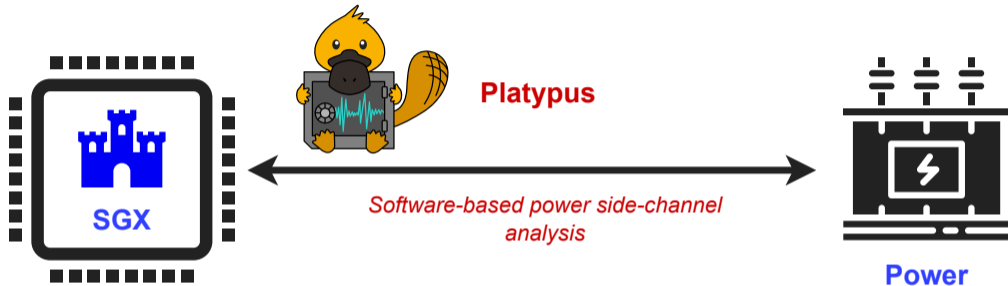 Platypus
SGX
Software-based power side-channel
analysis
Power